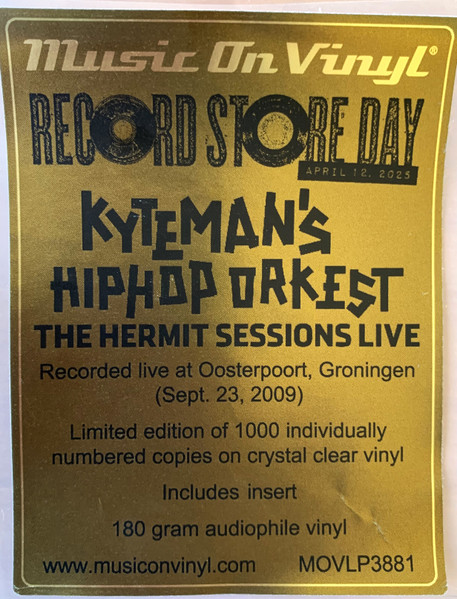 Music On Vinyl®
RECORD STORE DAY
APRIL 12, 2025
KYTEMAN'S
HIPHOP ORKEST
THE HERMIT SESSIONS LIVE
Recorded live at Oosterpoort, Groningen
(Sept. 23, 2009)
Limited edition of 1000 individually
numbered copies on crystal clear vinyl
Includes insert
180 gram audiophile vinyl
www.musiconvinyl.com MOVLP3881